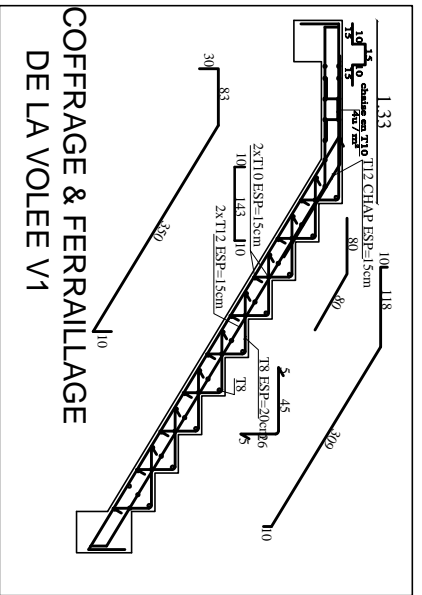 1.33
15
10
15
10
15
chaise en T10
4u / m²
T12 CHAP ESP=15cm
10
118
10
80
80
30
83
10
2xT10 ESP=15cm
10
143
10
2xT12 ESP=15cm
T8 ESP=20cm
T8
5
45
26
5
COFFRAGE & FERRAILLAGE
DE LA VOLEE V1